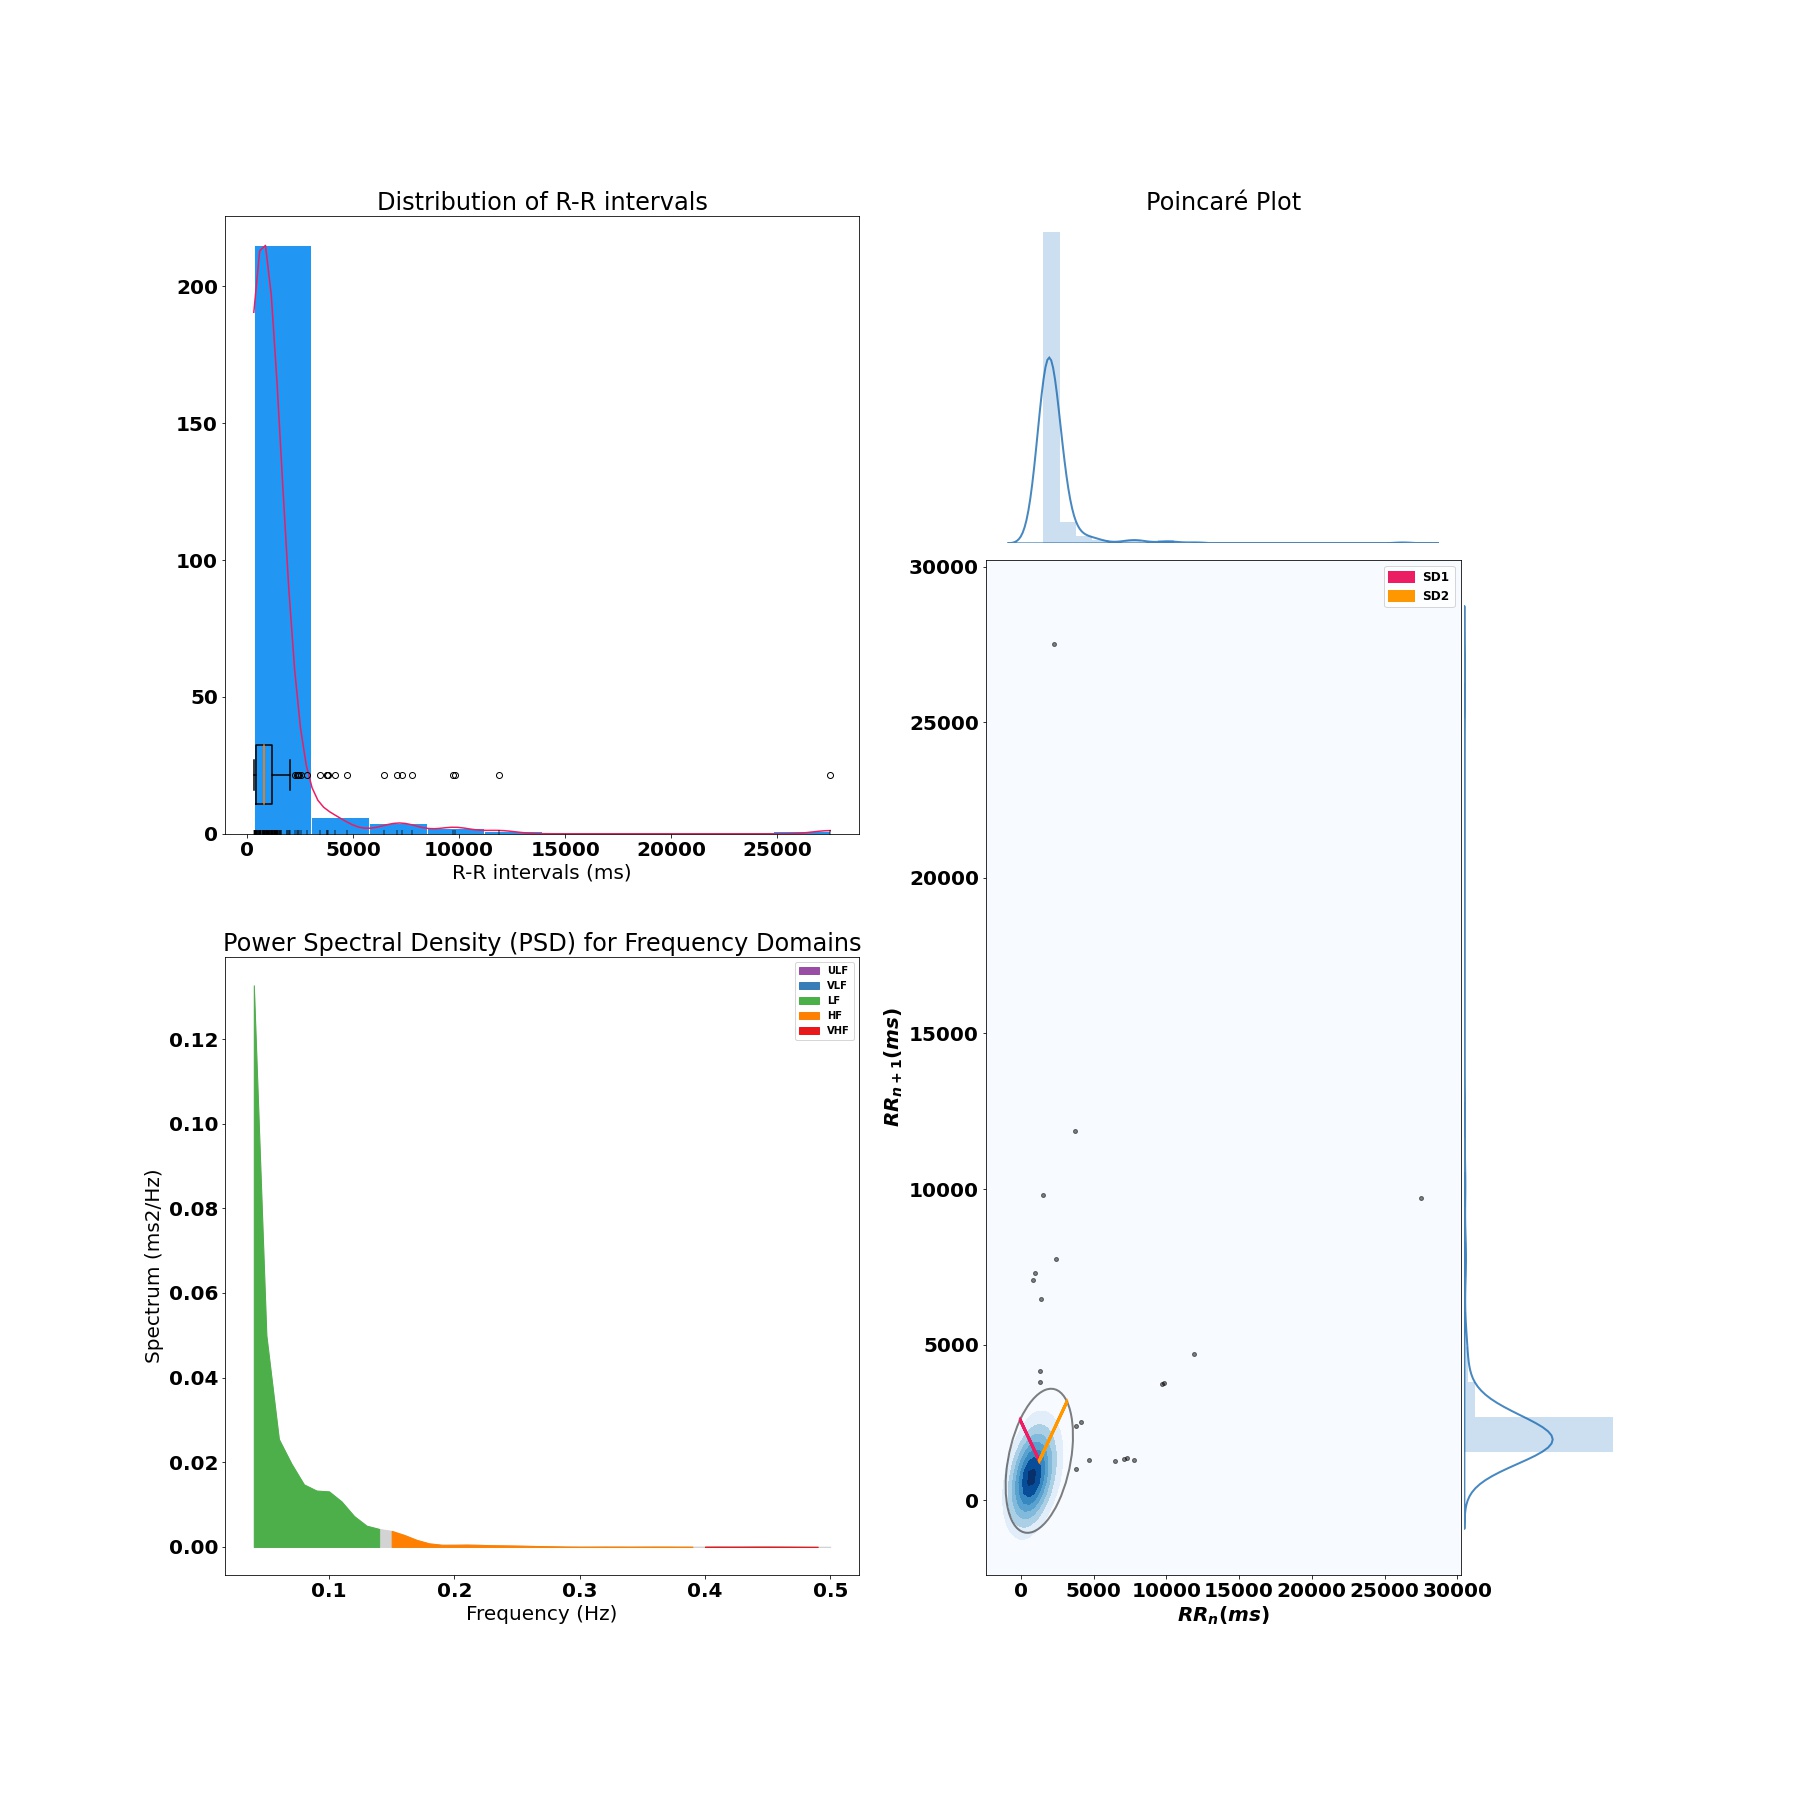 Distribution of R-R intervals
200
150
100
50
0
0 5000 10000 15000 20000 25000
R-R intervals (ms)
Power Spectral Density (PSD) for Frequency Domains
ULF
VLF
LF
HF
VHF
Spectrum (ms2/Hz)
0.12
0.10
0.08
0.06
0.04
0.02
0.00
0.1 0.2 0.3 0.4 0.5
Frequency (Hz)
Poincaré Plot
SD1
SD2
RRn+1(ms)
30000
25000
20000
15000
10000
5000
0
0 5000 10000 15000 20000 25000 30000
RRn(ms)